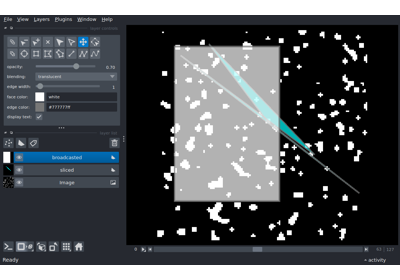 File View Layers Plugins Window Help
opacity: 0.70
blending: translucent
edge width: 1
face color: white
edge color: #777777ff
display text:
broadcasted
sliced
Image
Ready
activity